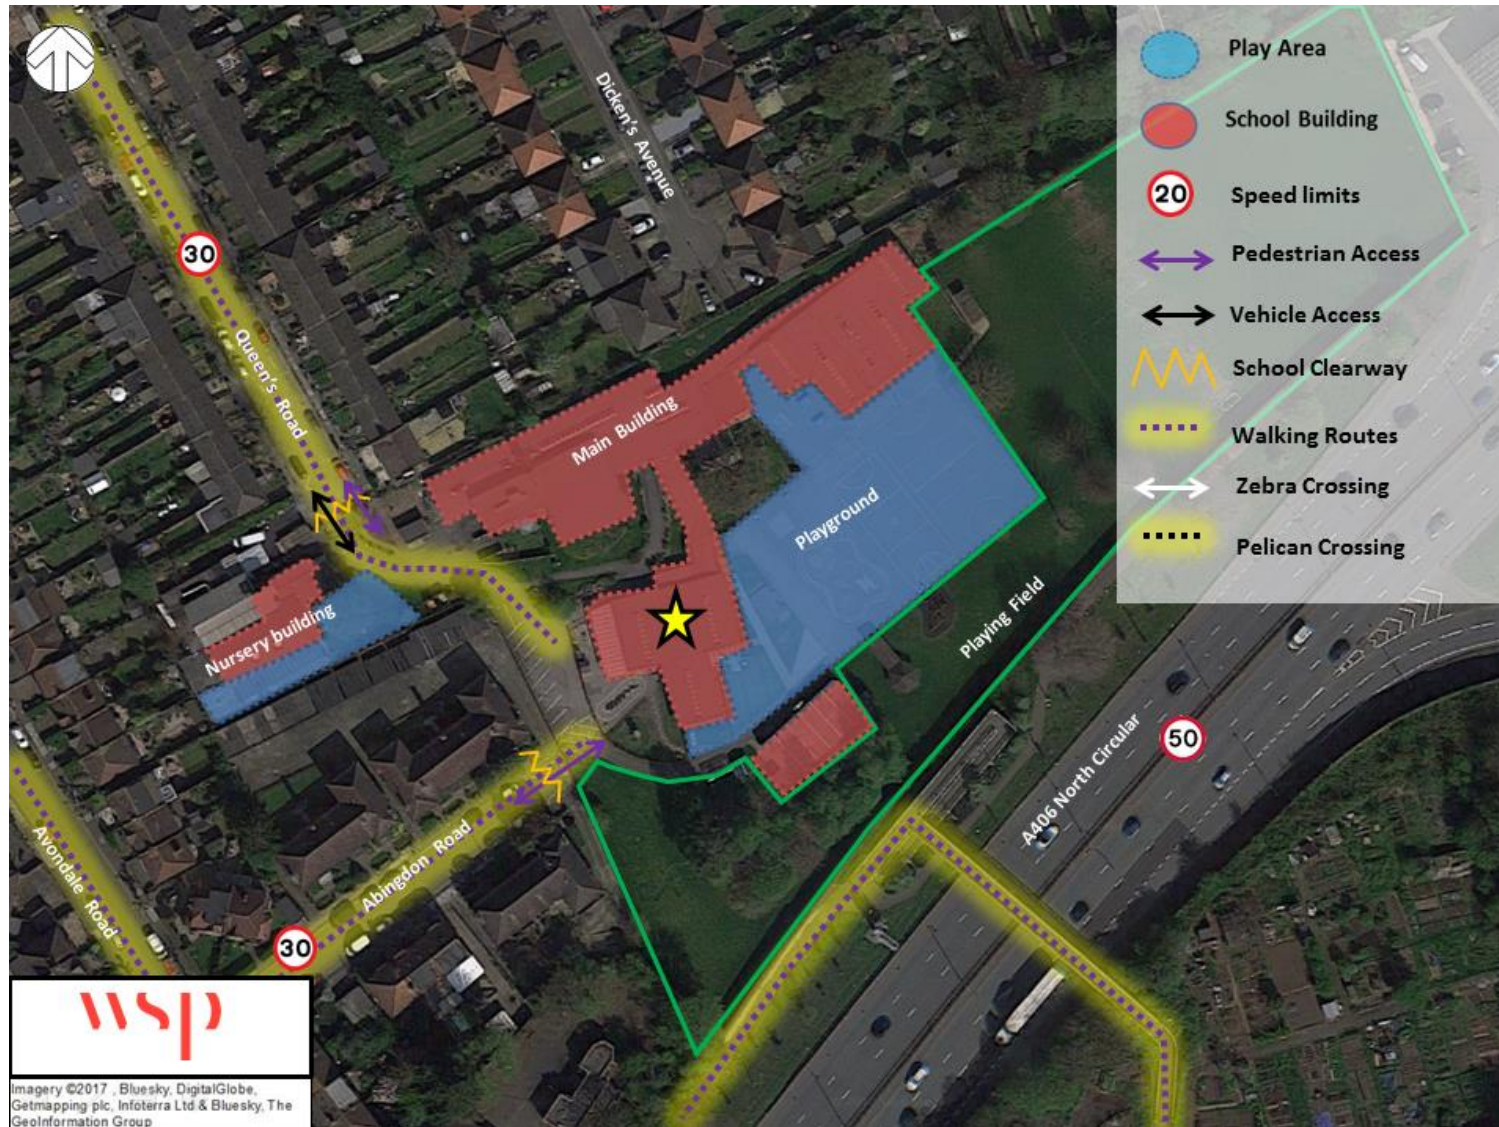 Play Area
School Building
20
Speed limits
Pedestrian Access
Vehicle Access
School Clearway
Walking Routes
Zebra Crossing
Pelican Crossing
Dicken's Avenue
30
Queen's Road
Main Building
Playground
Nursery building
Playing Field
A406 North Circular
50
Abingdon Road
Avondale Road
30
wsp
Imagery ©2017 , Bluesky, DigitalGlobe,
Getmapping plc, Infoterra Ltd & Bluesky, The
GeoInformation Group